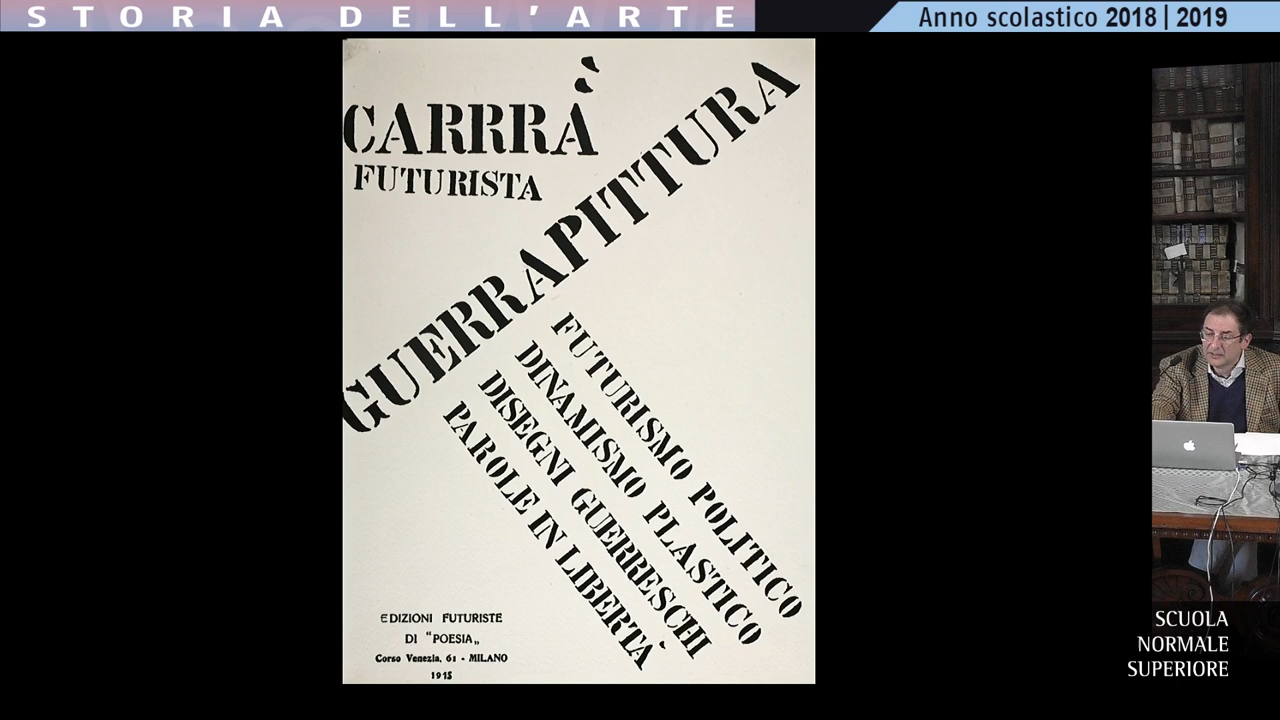 STORIA DELL'ARTE
Anno scolastico 2018 | 2019
CARRRÀ
FUTURISTA
GUERRAPITTURA
FUTURISMO POLITICO
DINAMISMO PLASTICO
DISEGNI GUERRESCHI
PAROLE IN LIBERTÀ
EDIZIONI FUTURISTE
DI "POESIA„
Corso Venezia, 61 - MILANO
1915
SCUOLA
NORMALE
SUPERIORE